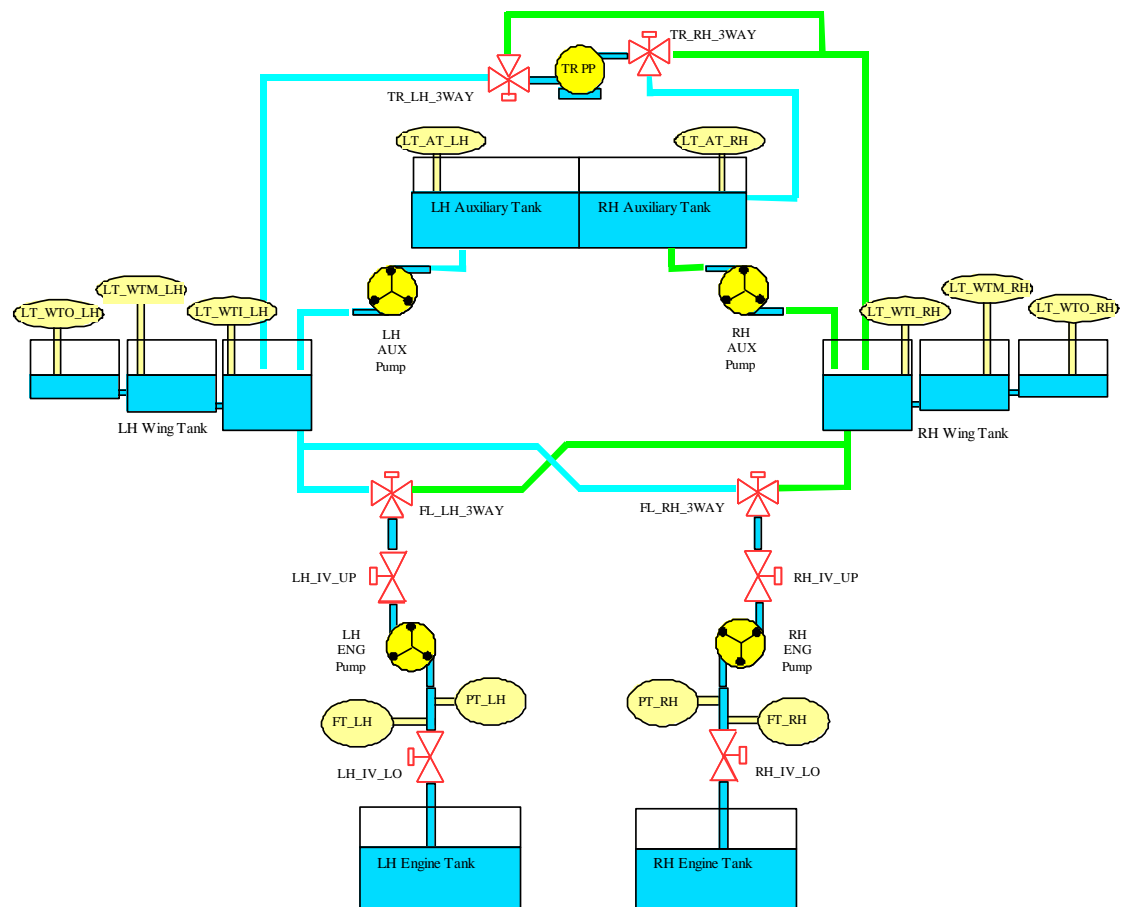 TR_RH_3WAY
TR PP
TR_LH_3WAY
LT_AT_LH
LT_AT_RH
LH Auxiliary Tank
RH Auxiliary Tank
LT_WTM_LH
LT_WTO_LH
LT_WTI_LH
LT_WTM_RH
LT_WTI_RH
LT_WTO_RH
LH
AUX
Pump
RH
AUX
Pump
LH Wing Tank
RH Wing Tank
FL_LH_3WAY
FL_RH_3WAY
LH_IV_UP
RH_IV_UP
LH
ENG
Pump
RH
ENG
Pump
PT_LH
FT_LH
PT_RH
FT_RH
LH_IV_LO
RH_IV_LO
LH Engine Tank
RH Engine Tank